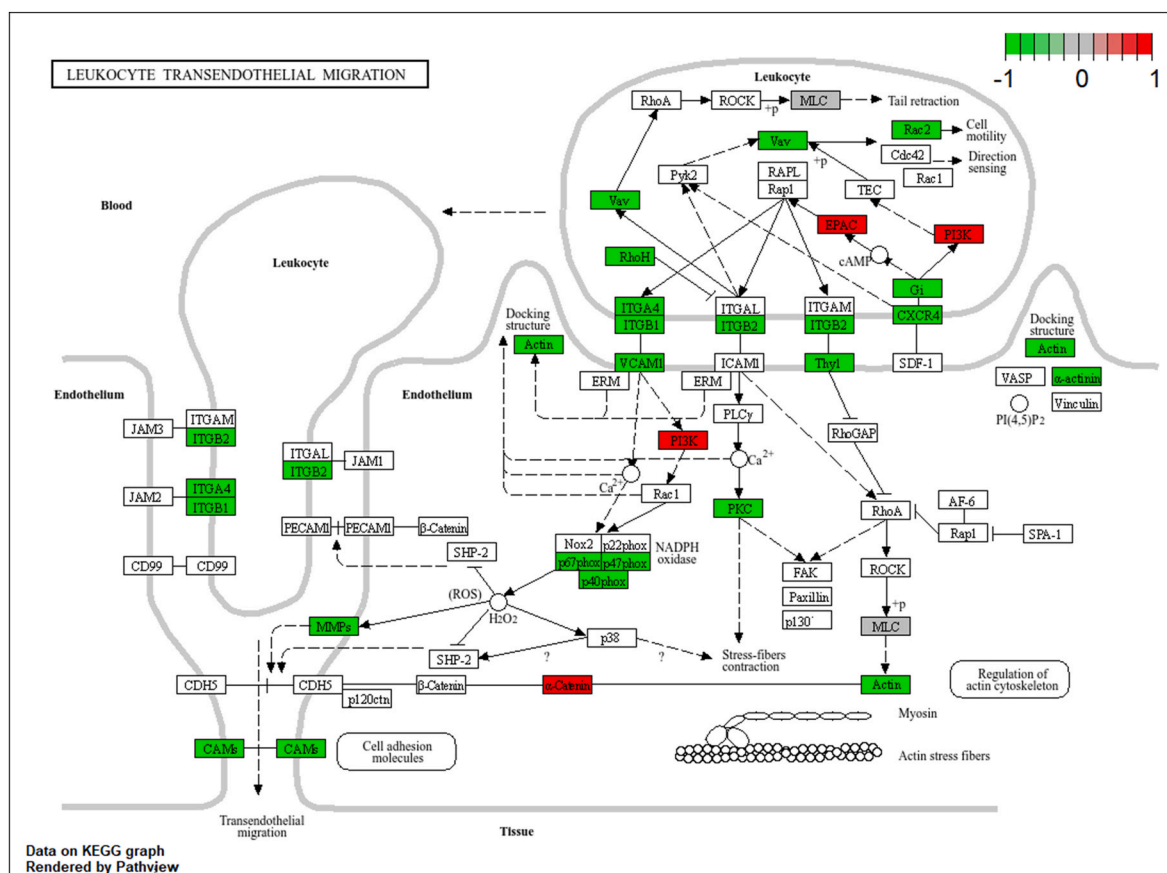 LEUKOCYTE TRANSENDOTHELIAL MIGRATION
-1 0 1
Leukocyte
RhoA
ROCK
+p
MLC
Tail retraction
Vav
+p
Rac2
Cell
motility
Cdc42
Direction
sensing
Rac1
Pyk2
RAPL
Rap1
TEC
Vav
EPAC
PI3K
cAMP
RhoH
Gi
Blood
Leukocyte
ITGA4
ITGB1
ITGAL
ITGB2
ITGAM
ITGB2
CXCR4
Docking
structure
Actin
VCAM1
ICAM1
Thy1
SDF-1
Docking
structure
Actin
ERM
ERM
VASP
α-actinin
PI(4,5)P2
Vinculin
Endothelium
Endothelium
PLCγ
RhoGAP
JAM3
ITGAM
ITGB2
ITGAL
ITGB2
JAM1
PI3K
Ca2+
Ca2+
JAM2
ITGA4
ITGB1
Rac1
PKC
RhoA
AF-6
Rap1
SPA-1
PECAM1
PECAM1
β-Catenin
SHP-2
Nox2
p22phox
p67phox
p47phox
p40phox
NADPH
oxidase
CD99
CD99
FAK
Paxillin
p130
ROCK
+p
MLC
(ROS)
H2O2
MMPs
p38
SHP-2
?
?
Stress-fibers
contraction
CDH5
CDH5
p120ctn
β-Catenin
α-Catenin
Actin
Regulation of
actin cytoskeleton
Myosin
CAMs
CAMs
Cell adhesion
molecules
Actin stress fibers
Transendothelial
migration
Tissue
Data on KEGG graph
Rendered by Pathview